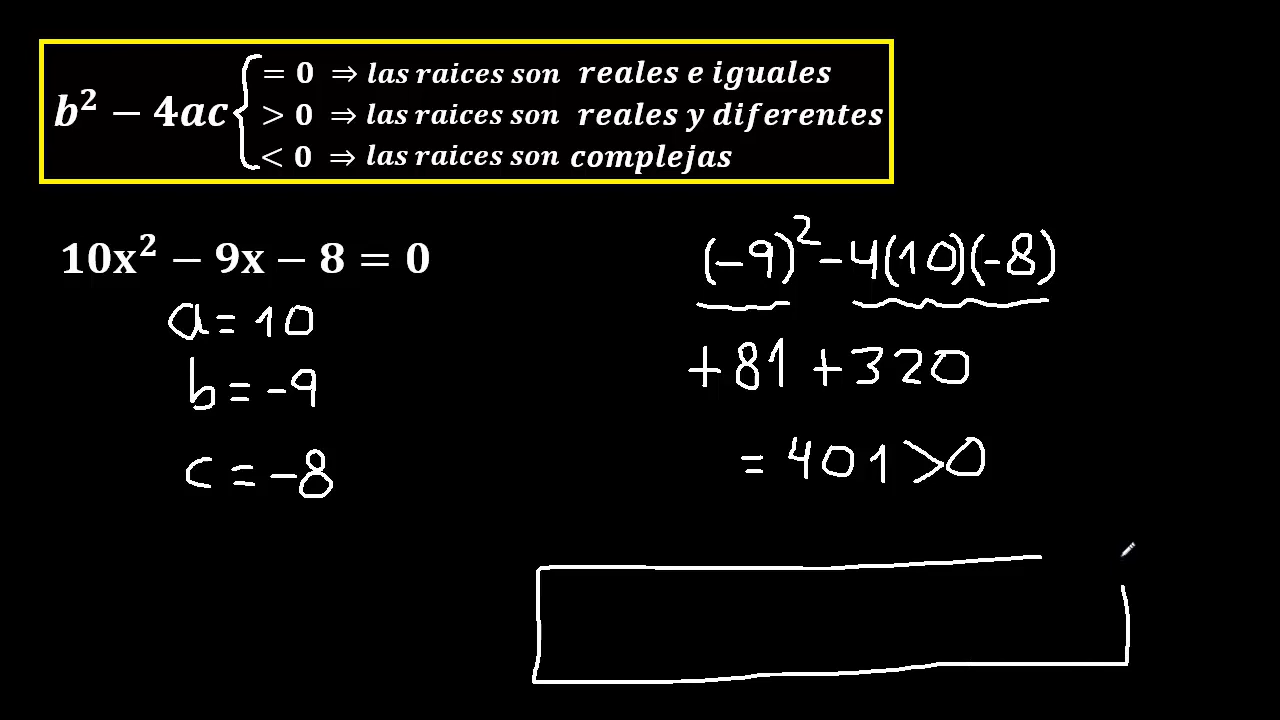 b² − 4ac { = 0 ⇒ las raices son reales e iguales
> 0 ⇒ las raices son reales y diferentes
< 0 ⇒ las raices son complejas
10x² − 9x − 8 = 0
a = 10
b = -9
c = -8
(-9)² - 4(10)(-8)
+81 +320
= 401 > 0